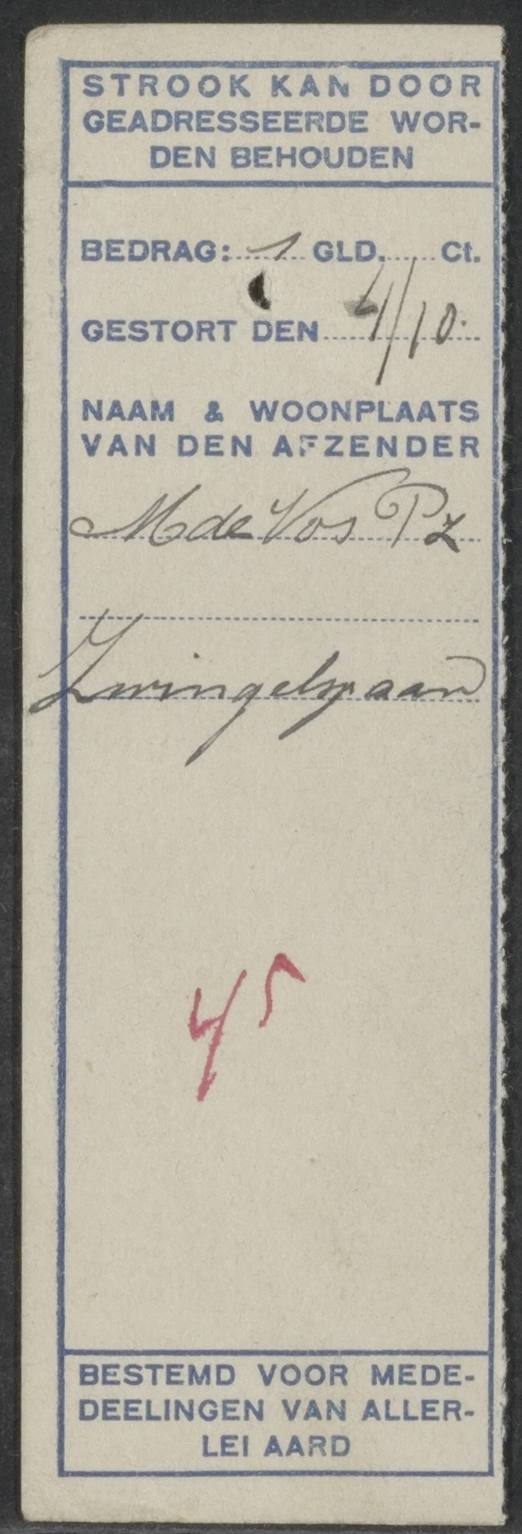 STROOK KAN DOOR
GEADRESSEERDE WOR-
DEN BEHOUDEN
BEDRAG: 1 GLD. Ct.
GESTORT DEN 4/10.
NAAM & WOONPLAATS
VAN DEN AFZENDER
M de Vos Pz
Zwingelspaan
45
BESTEMD VOOR MEDE-
DEELINGEN VAN ALLER-
LEI AARD